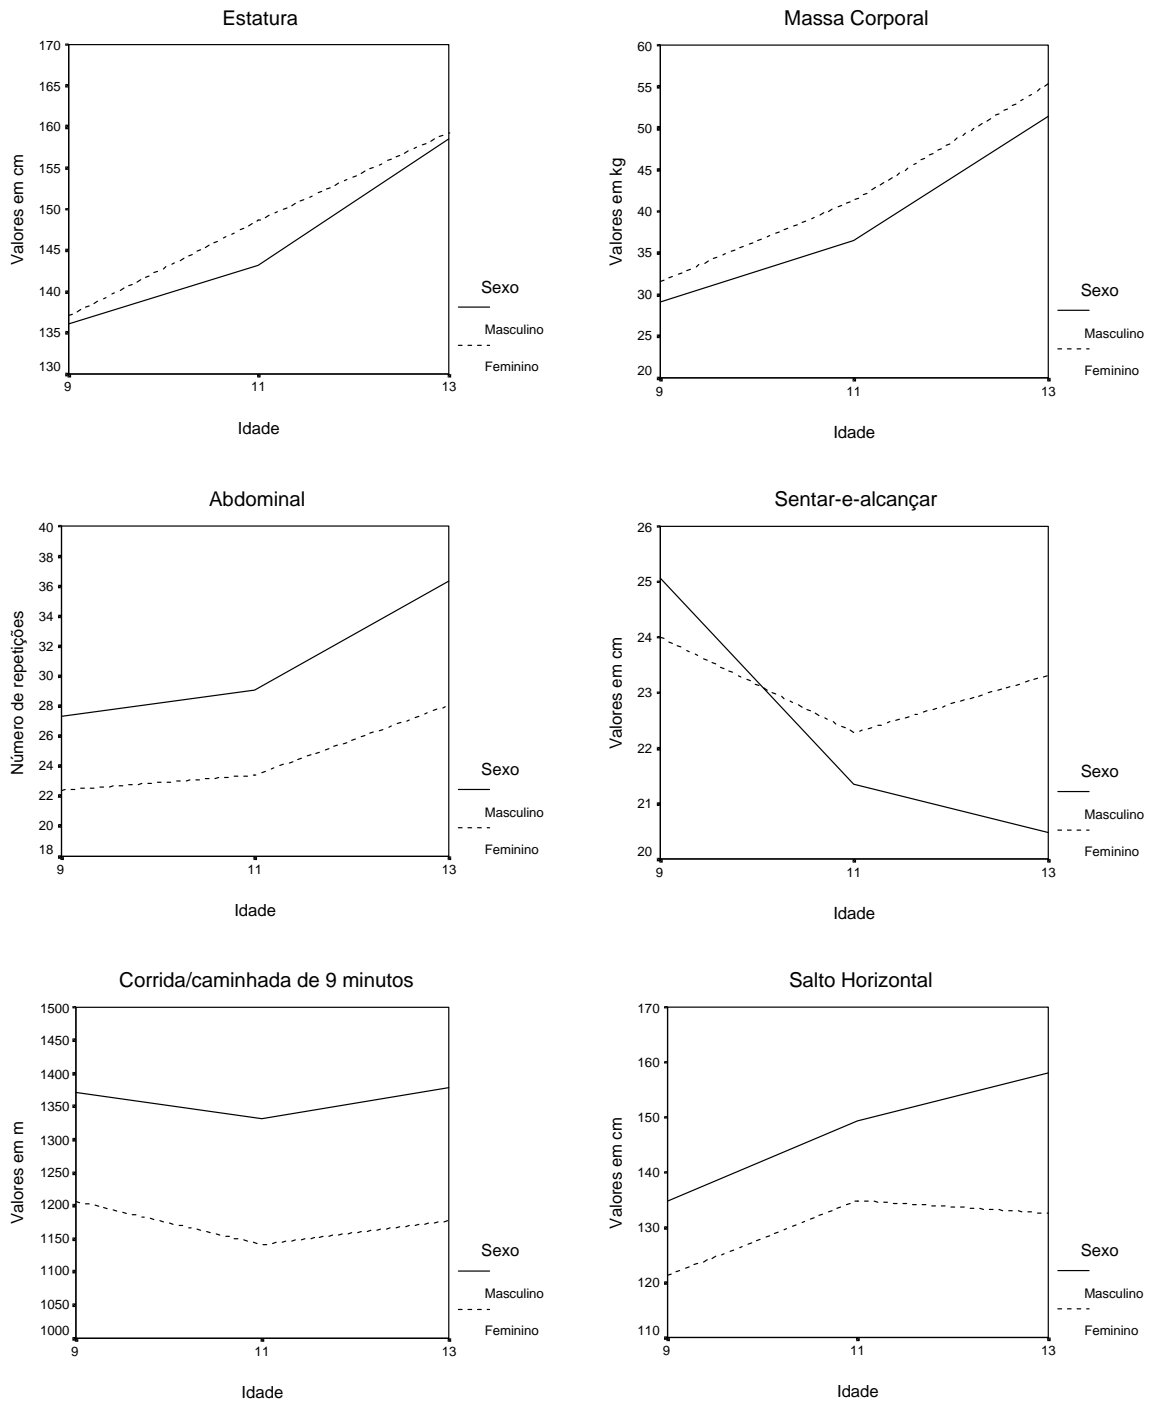 Estatura
170
165
160
155
150
145
140
135
130
Valores em cm
9 11 13
Idade
Sexo
Masculino
Feminino
Massa Corporal
60
55
50
45
40
35
30
25
20
Valores em kg
9 11 13
Idade
Sexo
Masculino
Feminino
Abdominal
40
38
36
34
32
30
28
26
24
22
20
18
Número de repetições
9 11 13
Idade
Sexo
Masculino
Feminino
Sentar-e-alcançar
26
25
24
23
22
21
20
Valores em cm
9 11 13
Idade
Sexo
Masculino
Feminino
Corrida/caminhada de 9 minutos
1500
1450
1400
1350
1300
1250
1200
1150
1100
1050
1000
Valores em m
9 11 13
Idade
Sexo
Masculino
Feminino
Salto Horizontal
170
160
150
140
130
120
110
Valores em cm
9 11 13
Idade
Sexo
Masculino
Feminino